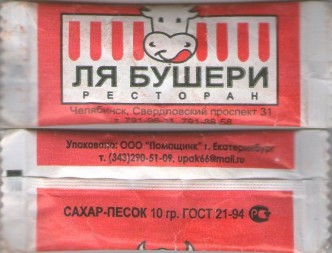 ЛЯ БУШЕРИ
РЕСТОРАН
Челябинск, Свердловский проспект 31
Упаковано: ООО "Помощник" г. Екатеринбург
т. (343)290-51-09, upak66@mail.ru
САХАР-ПЕСОК 10 гр. ГОСТ 21-94